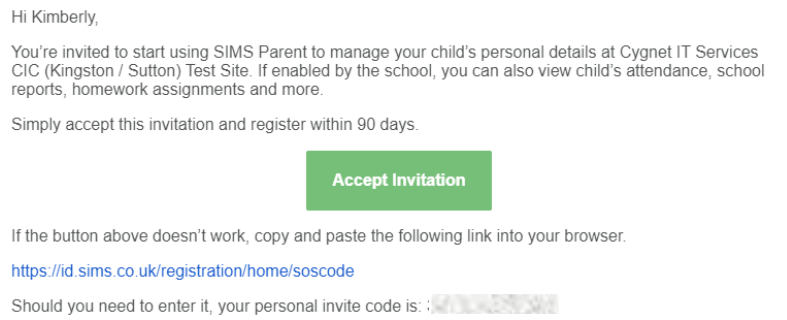 Hi Kimberly,
You're invited to start using SIMS Parent to manage your child's personal details at Cygnet IT Services
CIC (Kingston / Sutton) Test Site. If enabled by the school, you can also view child's attendance, school
reports, homework assignments and more.
Simply accept this invitation and register within 90 days.
Accept Invitation
If the button above doesn't work, copy and paste the following link into your browser.
https://id.sims.co.uk/registration/home/soscode
Should you need to enter it, your personal invite code is: